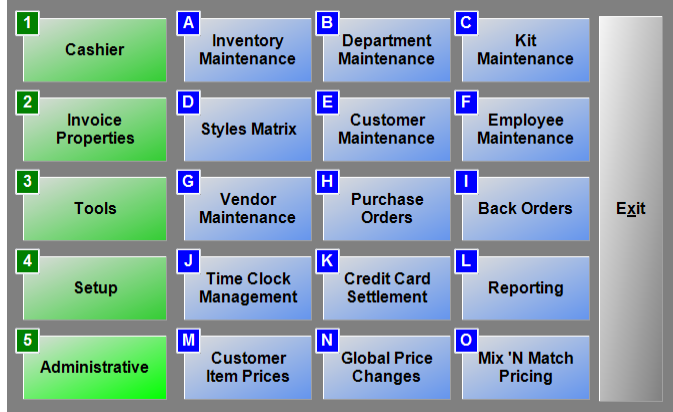 1
Cashier
A
Inventory
Maintenance
B
Department
Maintenance
C
Kit
Maintenance
2
Invoice
Properties
D
Styles Matrix
E
Customer
Maintenance
F
Employee
Maintenance
3
Tools
G
Vendor
Maintenance
H
Purchase
Orders
I
Back Orders
Exit
4
Setup
J
Time Clock
Management
K
Credit Card
Settlement
L
Reporting
5
Administrative
M
Customer
Item Prices
N
Global Price
Changes
O
Mix 'N Match
Pricing